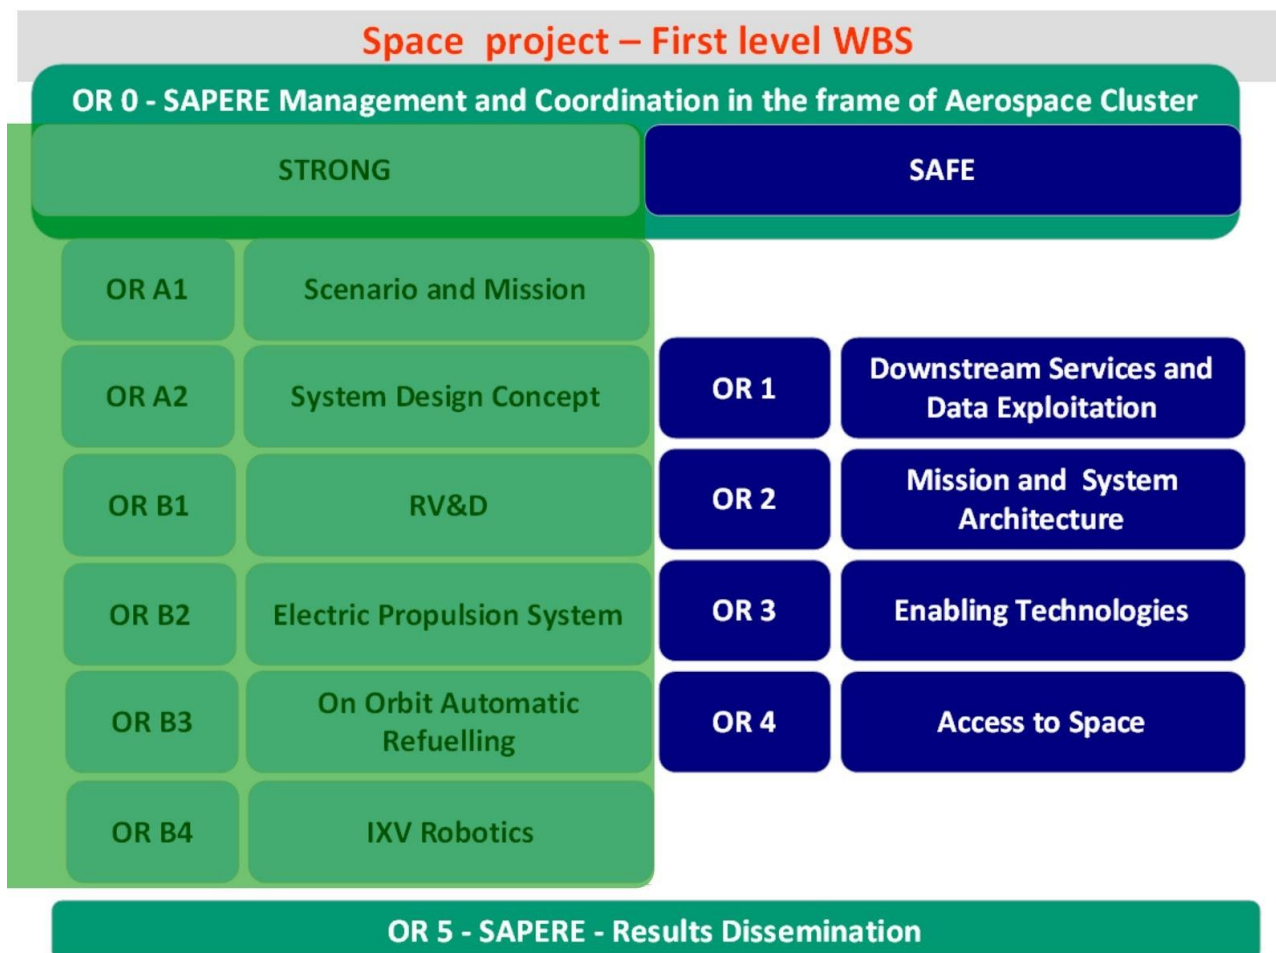 Space project – First level WBS
OR 0 - SAPERE Management and Coordination in the frame of Aerospace Cluster
STRONG
SAFE
OR A1
Scenario and Mission
OR A2
System Design Concept
OR B1
RV&D
OR B2
Electric Propulsion System
OR B3
On Orbit Automatic
Refuelling
OR B4
IXV Robotics
OR 1
Downstream Services and
Data Exploitation
OR 2
Mission and System
Architecture
OR 3
Enabling Technologies
OR 4
Access to Space
OR 5 - SAPERE - Results Dissemination